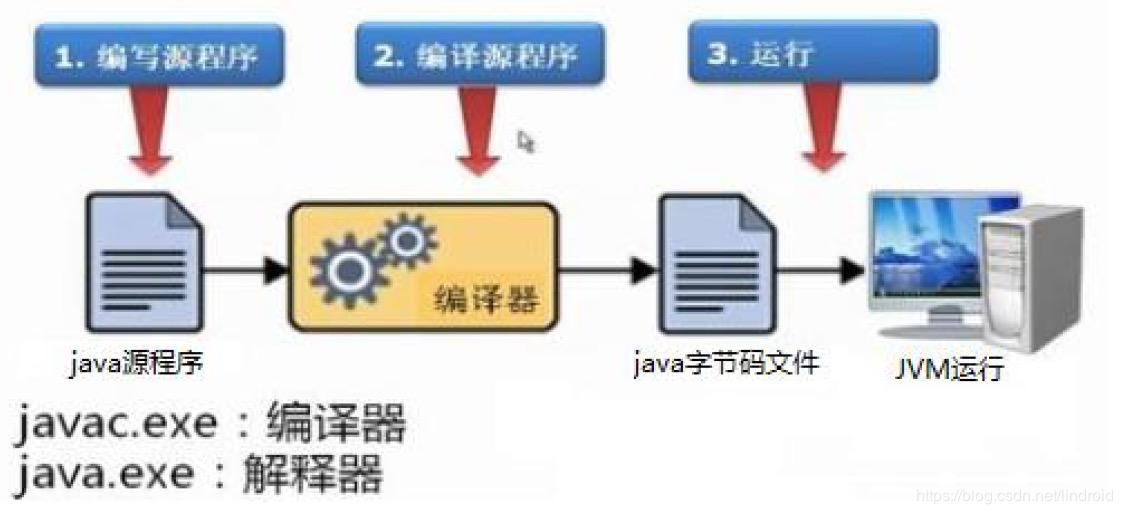 1. 编写源程序
2. 编译源程序
3. 运行
编译器
java源程序
java字节码文件
JVM运行
javac.exe：编译器
java.exe：解释器
https://blog.csdn.net/lindroid